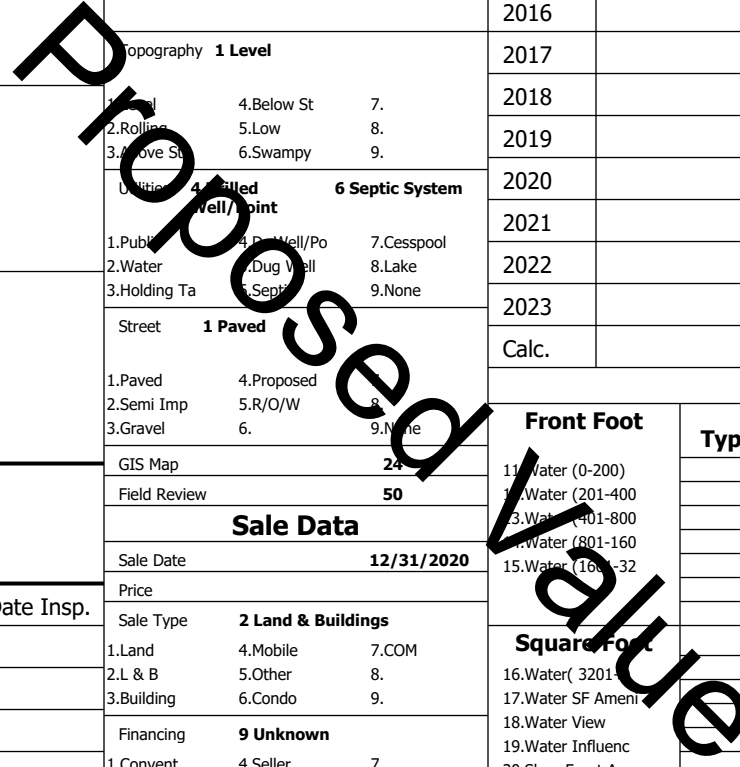 Topography 1 Level
4.Below St 7.
2.Rolling 5.Low 8.
3.Above St 6.Swampy 9.
Utilities 4 Drilled Well/Point 6 Septic System
4.Dr Well/Po 7.Cesspool
2.Water 5.Dug Well 8.Lake
3.Holding Ta 6.Septic 9.None
Street 1 Paved
1.Paved 4.Proposed
2.Semi Imp 5.R/O/W 8.
3.Gravel 6. 9.None
GIS Map 24
Field Review 50
Sale Data
Sale Date 12/31/2020
Price
Sale Type 2 Land & Buildings
1.Land 4.Mobile 7.COM
2.L & B 5.Other 8.
3.Building 6.Condo 9.
Financing 9 Unknown
1.Convent 4.Seller 7.
Date Insp.
2016
2017
2018
2019
2020
2021
2022
2023
Calc.
Front Foot
Typ
11.Water (0-200)
12.Water (201-400
13.Water (401-800
14.Water (801-160
15.Water (1601-32
Square Foot
16.Water( 3201-
17.Water SF Ameni
18.Water View
19.Water Influenc
Proposed Value